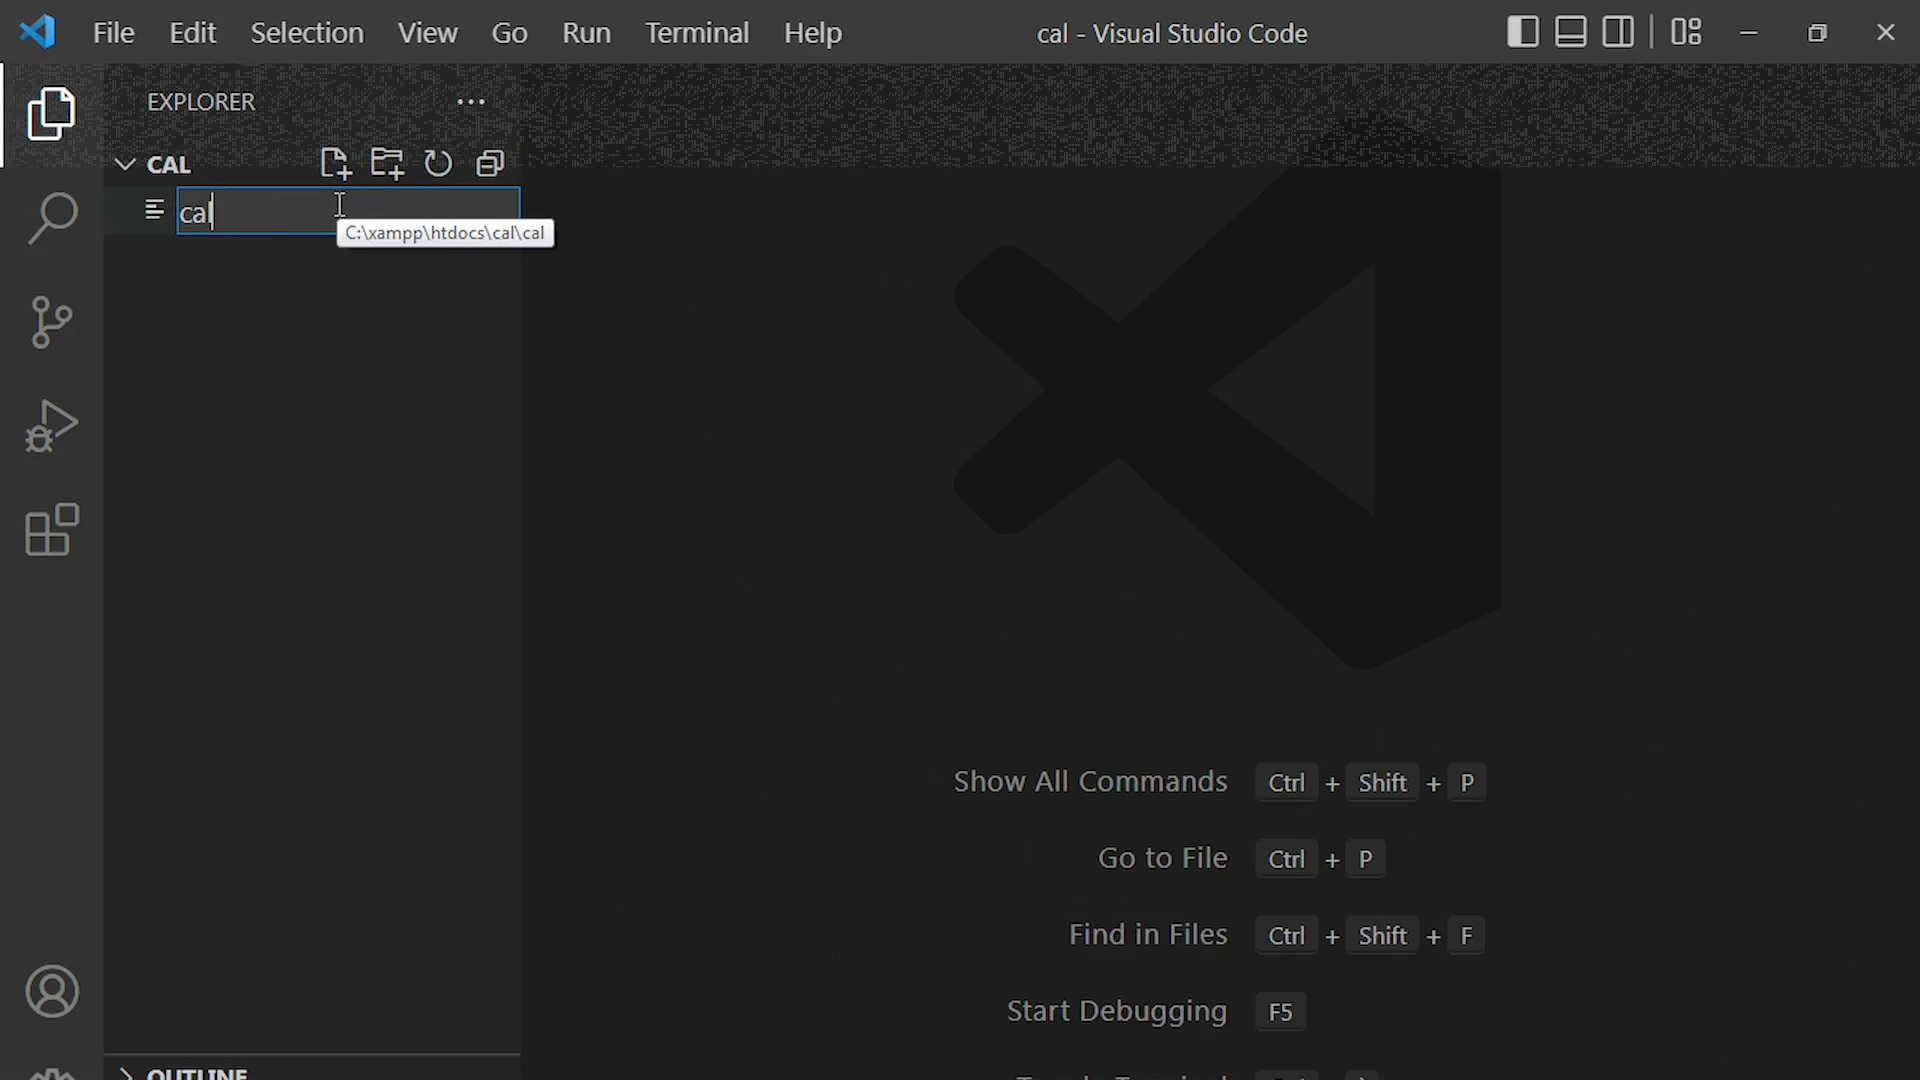 File Edit Selection View Go Run Terminal Help cal - Visual Studio Code
EXPLORER
CAL
cal
C:\xampp\htdocs\cal\cal
Show All Commands Ctrl + Shift + P
Go to File Ctrl + P
Find in Files Ctrl + Shift + F
Start Debugging F5
OUTLINE